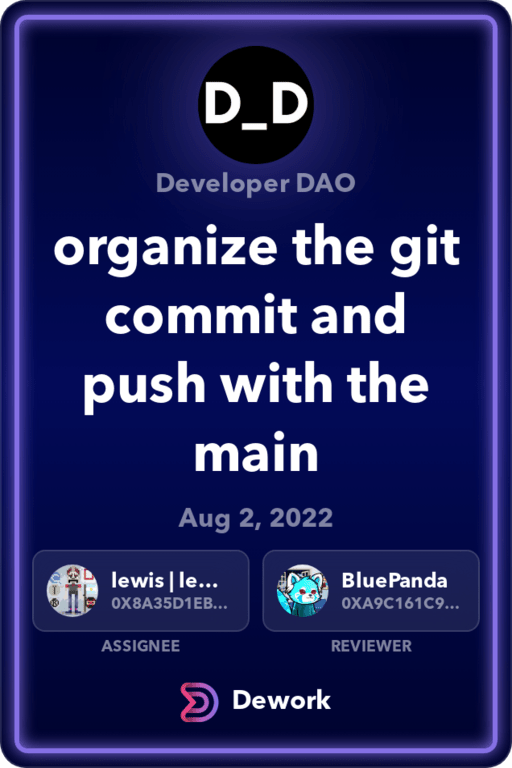 D_D
Developer DAO
organize the git
commit and
push with the
main
Aug 2, 2022
lewis | le...
0X8A35D1EB...
ASSIGNEE
BluePanda
0XA9C161C9...
REVIEWER
Dework